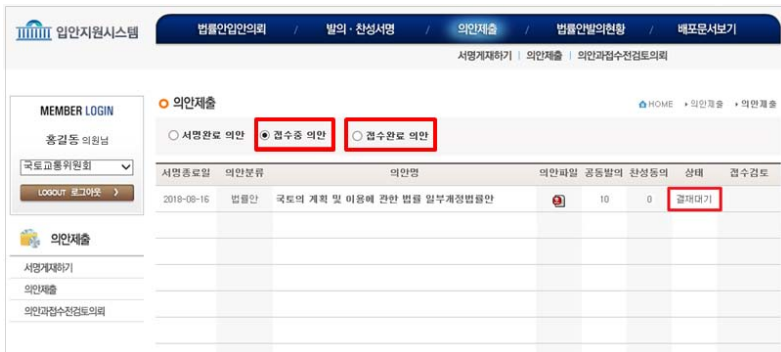 입안지원시스템
법률안입안의뢰 / 발의·찬성서명 / 의안제출 / 법률안발의현황 / 배포문서보기
서명게재하기 | 의안제출 | 의안과접수전검토의뢰
MEMBER LOGIN
홍길동 의원님
국토교통위원회
LOGOUT 로그아웃 >
의안제출
서명게재하기
의안제출
의안과접수전검토의뢰
의안제출
HOME ▸ 의안제출 ▸ 의안제출
서명완료 의안 접수중 의안 접수완료 의안
서명종료일 의안분류 의안명 의안파일 공동발의 찬성동의 상태 접수검토
2018-08-16 법률안 국토의 계획 및 이용에 관한 법률 일부개정법률안 10 0 결재대기